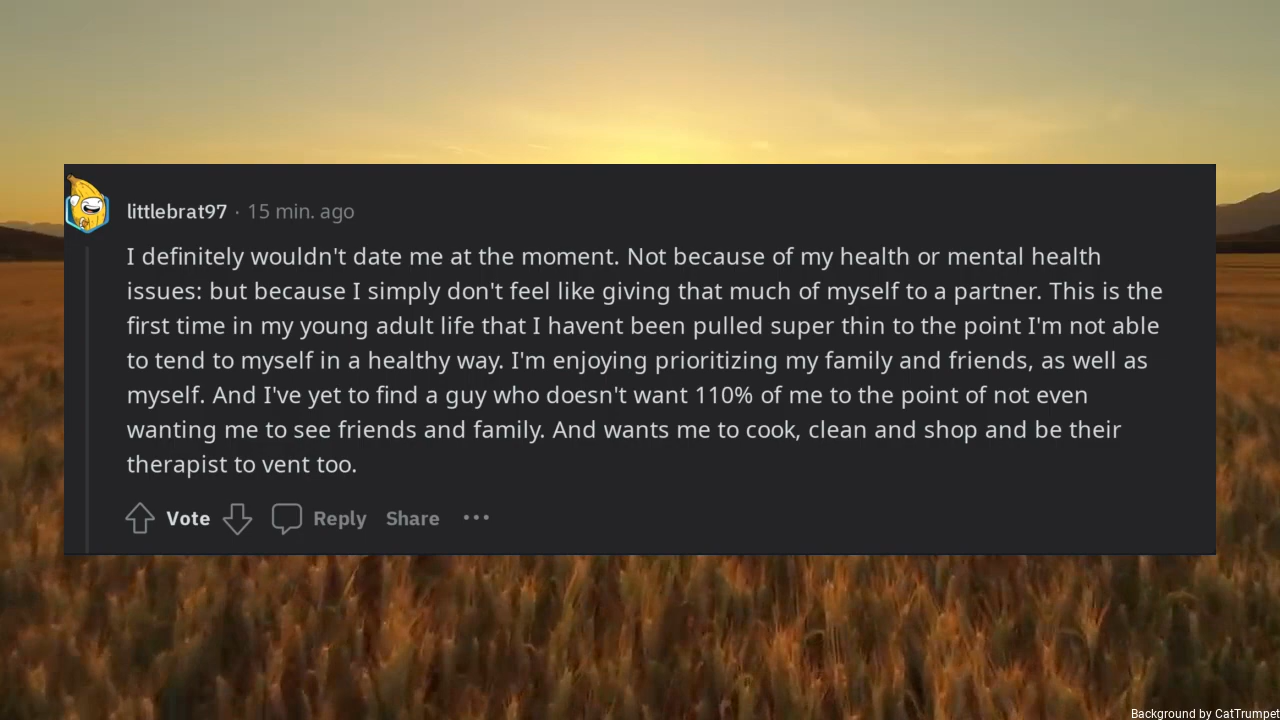 littlebrat97 · 15 min. ago
I definitely wouldn't date me at the moment. Not because of my health or mental health
issues: but because I simply don't feel like giving that much of myself to a partner. This is the
first time in my young adult life that I havent been pulled super thin to the point I'm not able
to tend to myself in a healthy way. I'm enjoying prioritizing my family and friends, as well as
myself. And I've yet to find a guy who doesn't want 110% of me to the point of not even
wanting me to see friends and family. And wants me to cook, clean and shop and be their
therapist to vent too.
Vote Reply Share ···
Background by CatTrumpet